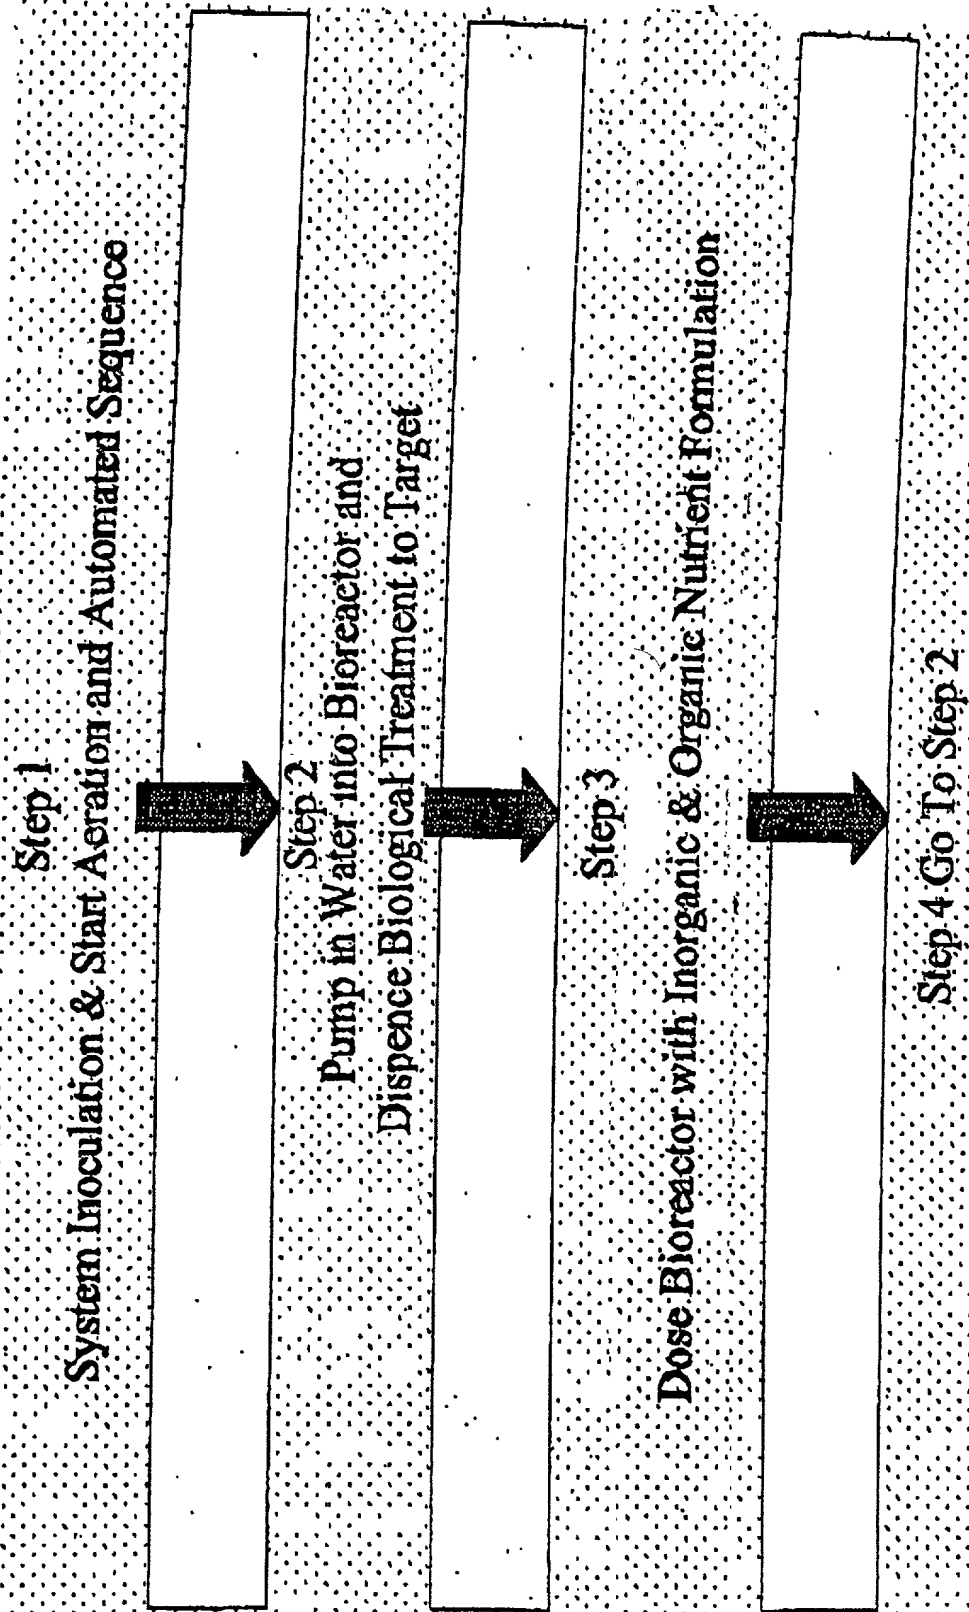 Step 1
System Inoculation & Start Aeration and Automated Sequence
Step 2
Pump in Water into Bioreactor and
Dispence Biological Treatment to Target
Step 3
Dose Bioreactor with Inorganic & Organic Nutrient Formulation
Step 4 Go To Step 2